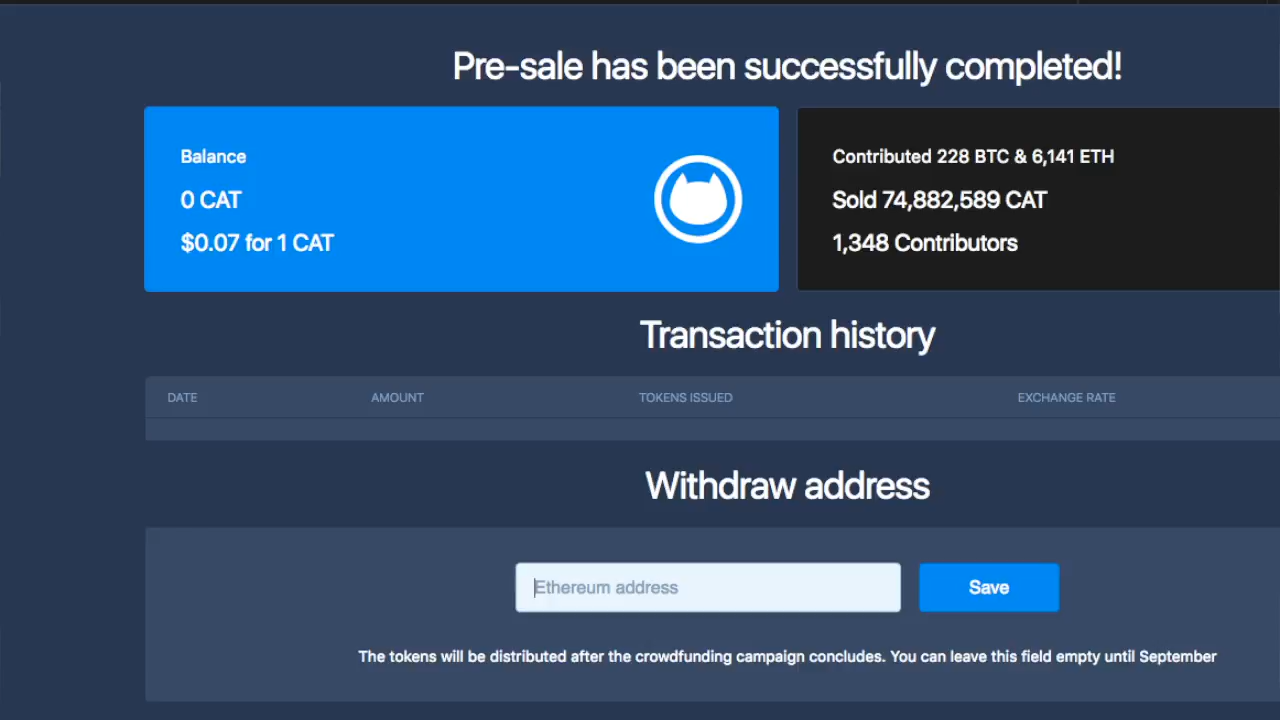 Pre-sale has been successfully completed!
Balance
0 CAT
$0.07 for 1 CAT
Contributed 228 BTC & 6,141 ETH
Sold 74,882,589 CAT
1,348 Contributors
Transaction history
DATE AMOUNT TOKENS ISSUED EXCHANGE RATE
Withdraw address
Ethereum address
Save
The tokens will be distributed after the crowdfunding campaign concludes. You can leave this field empty until September